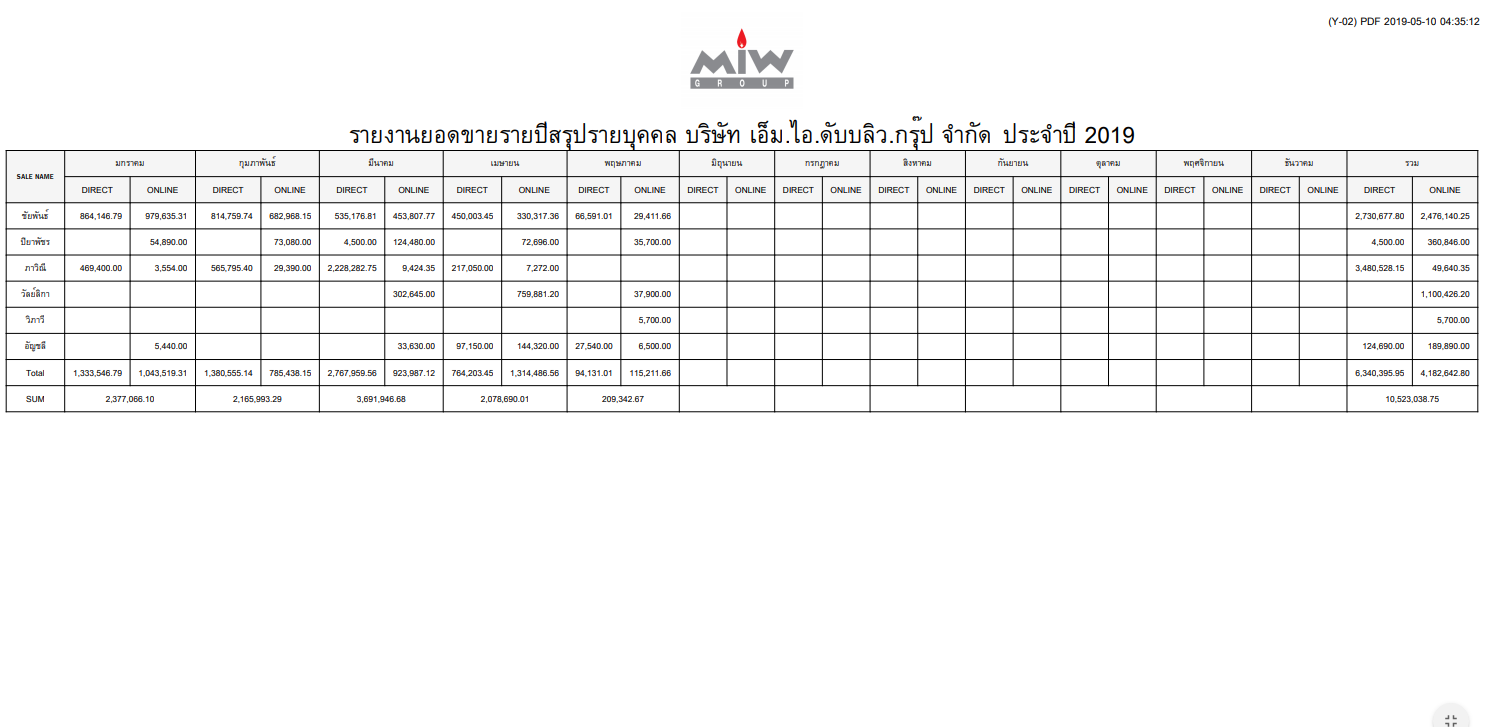 (Y-02) PDF 2019-05-10 04:35:12
MIW
GROUP
รายงานยอดขายรายปีสรุปรายบุคคล บริษัท เอ็ม.ไอ.ดับบลิว.กรุ๊ป จำกัด ประจำปี 2019
SALE NAME มกราคม กุมภาพันธ์ มีนาคม เมษายน พฤษภาคม มิถุนายน กรกฎาคม สิงหาคม กันยายน ตุลาคม พฤศจิกายน ธันวาคม รวม
DIRECT ONLINE DIRECT ONLINE DIRECT ONLINE DIRECT ONLINE DIRECT ONLINE DIRECT ONLINE DIRECT ONLINE DIRECT ONLINE DIRECT ONLINE DIRECT ONLINE DIRECT ONLINE DIRECT ONLINE DIRECT ONLINE
ชัยพันธ์ 864,146.79 979,635.31 814,759.74 682,968.15 535,176.81 453,807.77 450,003.45 330,317.36 66,591.01 29,411.66 2,730,677.80 2,476,140.25
ปิยาพัชร 54,890.00 73,080.00 4,500.00 124,480.00 72,696.00 35,700.00 4,500.00 360,846.00
ภาวิณี 469,400.00 3,554.00 565,795.40 29,390.00 2,228,282.75 9,424.35 217,050.00 7,272.00 3,480,528.15 49,640.35
วัลย์ลิกา 302,645.00 759,881.20 37,900.00 1,100,426.20
วิภาวี 5,700.00 5,700.00
อัญชลี 5,440.00 33,630.00 97,150.00 144,320.00 27,540.00 6,500.00 124,690.00 189,890.00
Total 1,333,546.79 1,043,519.31 1,380,555.14 785,438.15 2,767,959.56 923,987.12 764,203.45 1,314,486.56 94,131.01 115,211.66 6,340,395.95 4,182,642.80
SUM 2,377,066.10 2,165,993.29 3,691,946.68 2,078,690.01 209,342.67 10,523,038.75